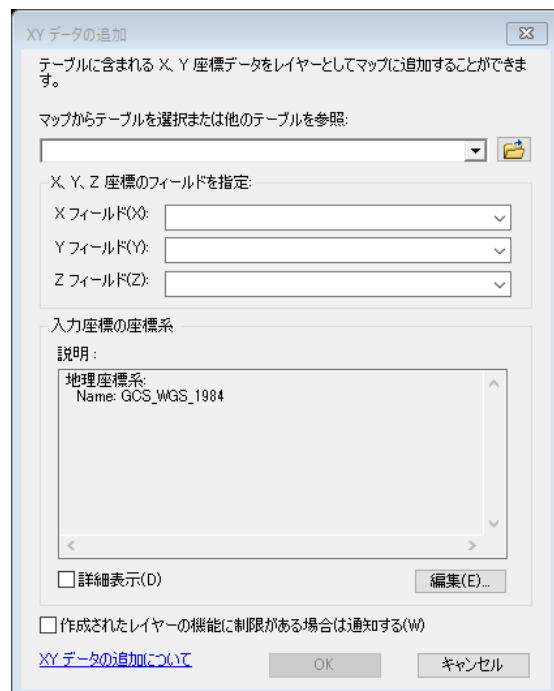 XY データの追加
テーブルに含まれる X, Y 座標データをレイヤーとしてマップに追加することができま
す。
マップからテーブルを選択または他のテーブルを参照:
X, Y, Z 座標のフィールドを指定:
X フィールド(X):
Y フィールド(Y):
Z フィールド(Z):
入力座標の座標系
説明:
地理座標系:
Name: GCS_WGS_1984
詳細表示(D)
編集(E)...
作成されたレイヤーの機能に制限がある場合は通知する(W)
XY データの追加について
OK
キャンセル